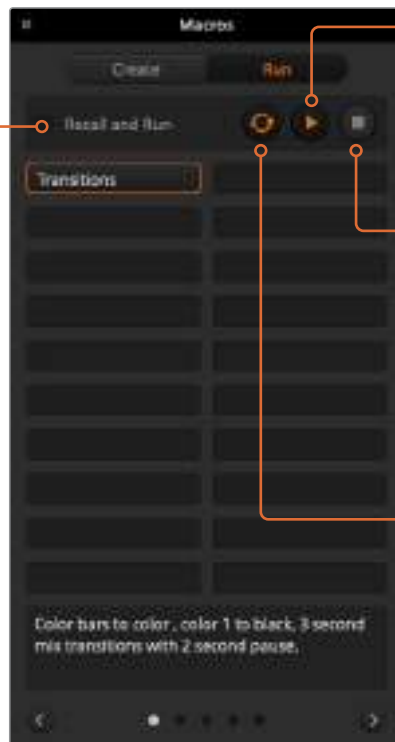 Macros
Create
Run
Recall and Run
Transitions
Color bars to color , color 1 to black, 3 second
mix transitions with 2 second pause,